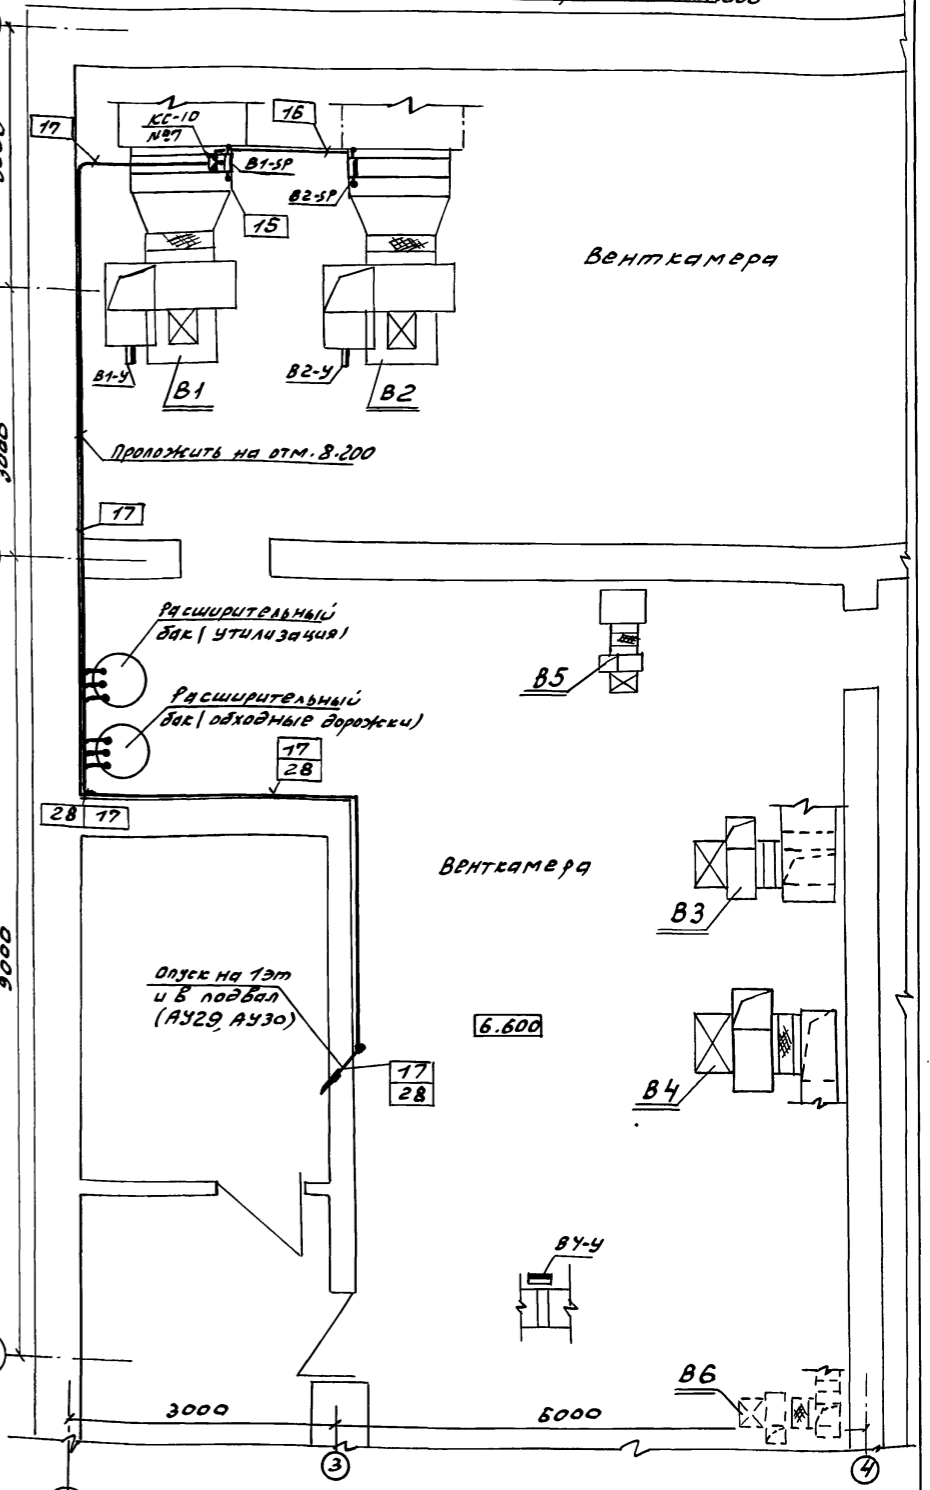 17
КС-10
№7
16
В1-SP
В2-SP
15
Венткамера
В1-У
В1
В2-У
В2
Проложить на отм. 8.200
3000
17
Расширительный
бак (утилизация)
В5
Расширительный
бак (обходные дорожки)
17
28
28 17
Венткамера
В3
9000
Опуск на 1эт
и в подвал
(АУ29, АУ30)
6.600
17
28
В4
ВУ-У
В6
3000
6000
3
4